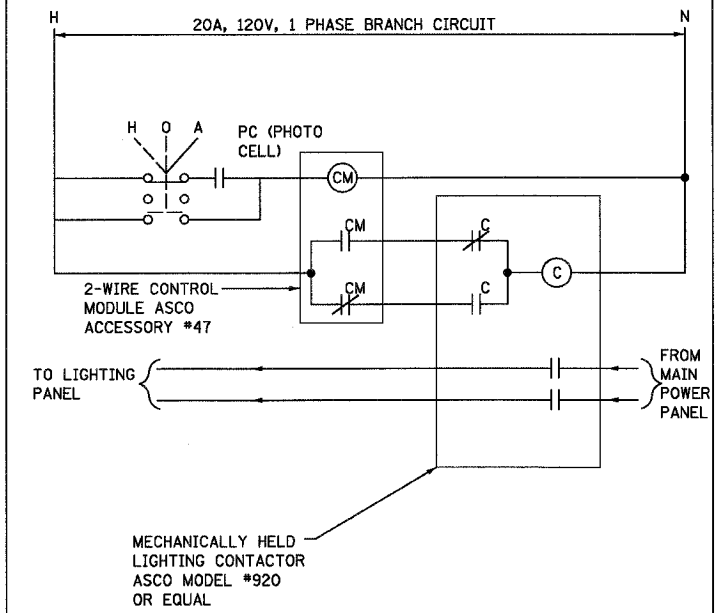 H
N
20A, 120V, 1 PHASE BRANCH CIRCUIT
H O A
PC (PHOTO
CELL)
CM
CM
C
C
CM
C
2-WIRE CONTROL
MODULE ASCO
ACCESSORY #47
TO LIGHTING
PANEL
FROM
MAIN
POWER
PANEL
MECHANICALLY HELD
LIGHTING CONTACTOR
ASCO MODEL #920
OR EQUAL